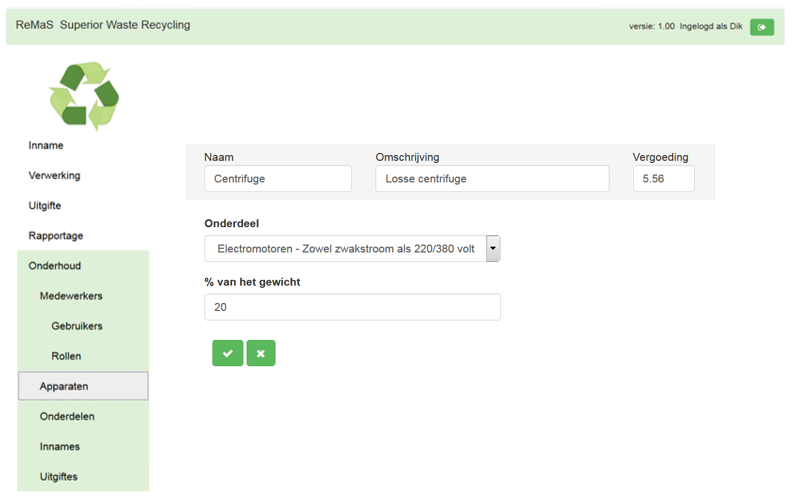 ReMaS Superior Waste Recycling
versie: 1.00 Ingelogd als Dik
Inname
Verwerking
Uitgifte
Rapportage
Onderhoud
Medewerkers
Gebruikers
Rollen
Apparaten
Onderdelen
Innames
Uitgiftes
Naam Omschrijving Vergoeding
Centrifuge Losse centrifuge 5.56
Onderdeel
Electromotoren - Zowel zwakstroom als 220/380 volt
% van het gewicht
20